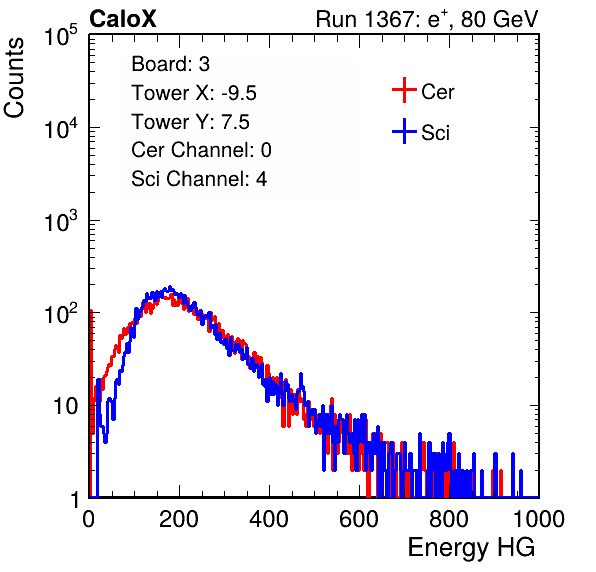 CaloX Run 1367: e⁺, 80 GeV
Counts
10⁵
10⁴
10³
10²
10
1
Board: 3
Tower X: -9.5
Tower Y: 7.5
Cer Channel: 0
Sci Channel: 4
Cer
Sci
0 200 400 600 800 1000
Energy HG